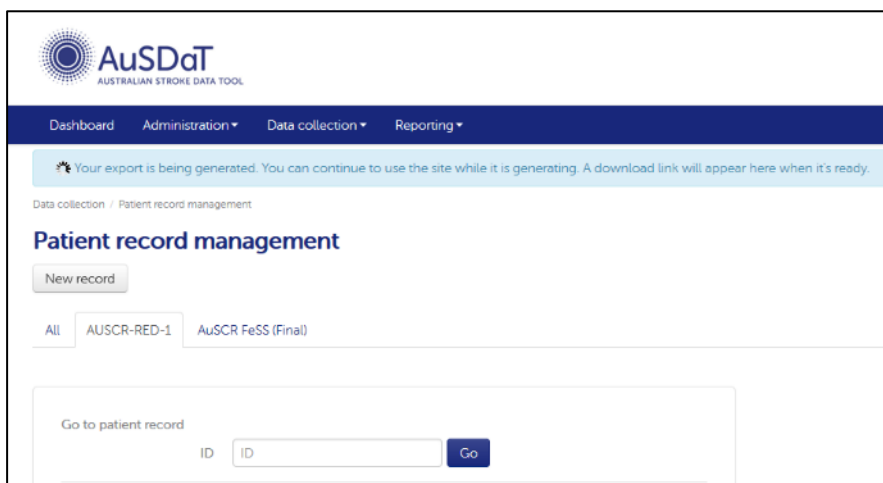 AuSDaT
AUSTRALIAN STROKE DATA TOOL
Dashboard Administration Data collection Reporting
Your export is being generated. You can continue to use the site while it is generating. A download link will appear here when it's ready.
Data collection / Patient record management
Patient record management
New record
All AUSCR-RED-1 AuSCR FeSS (Final)
Go to patient record
ID ID Go